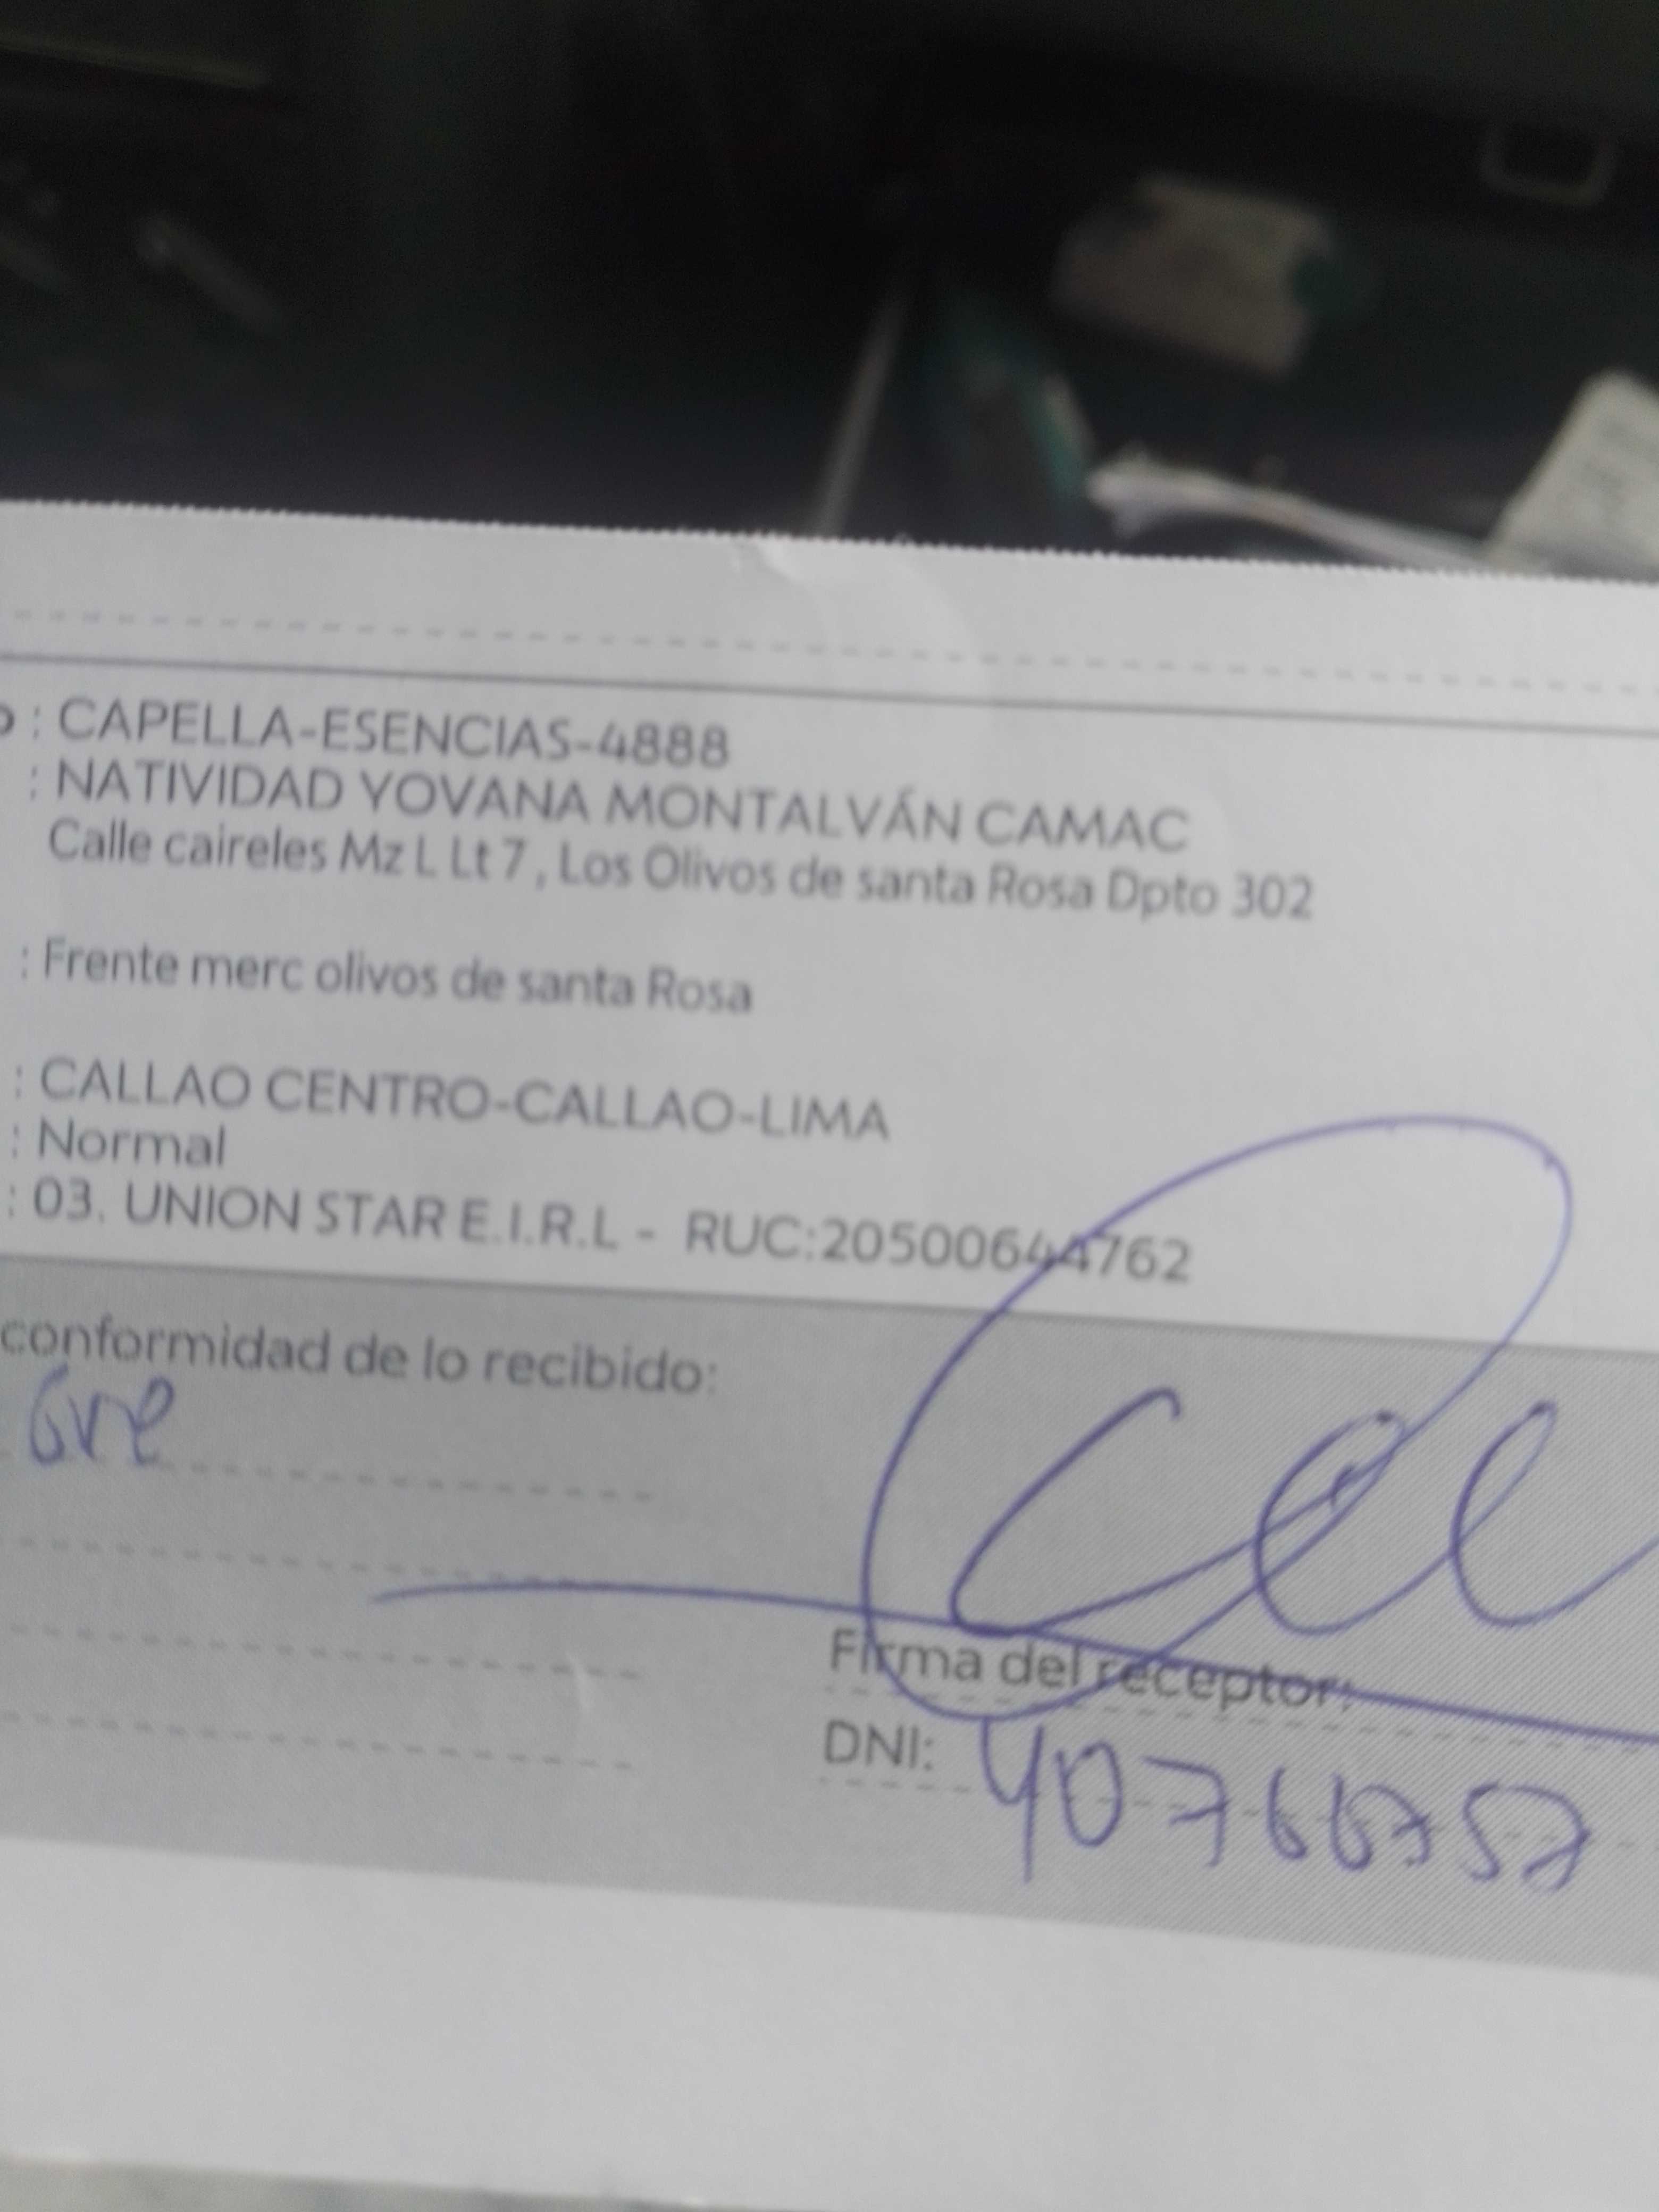 : CAPELLA-ESENCIAS-4888
: NATIVIDAD YOVANA MONTALVÁN CAMAC
Calle caireles Mz L Lt 7, Los Olivos de santa Rosa Dpto 302
: Frente merc olivos de santa Rosa
: CALLAO CENTRO-CALLAO-LIMA
: Normal
: 03. UNION STAR E.I.R.L - RUC:20500644762
conformidad de lo recibido:
Firma del receptor:
DNI: 40766758